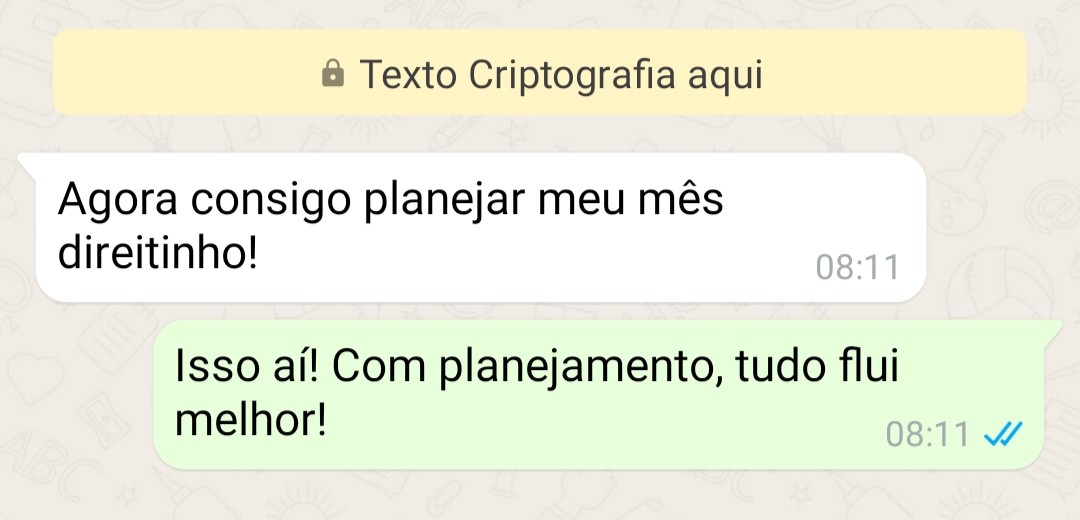 Texto Criptografia aqui
Agora consigo planejar meu mês
direitinho!
08:11
Isso aí! Com planejamento, tudo flui
melhor!
08:11